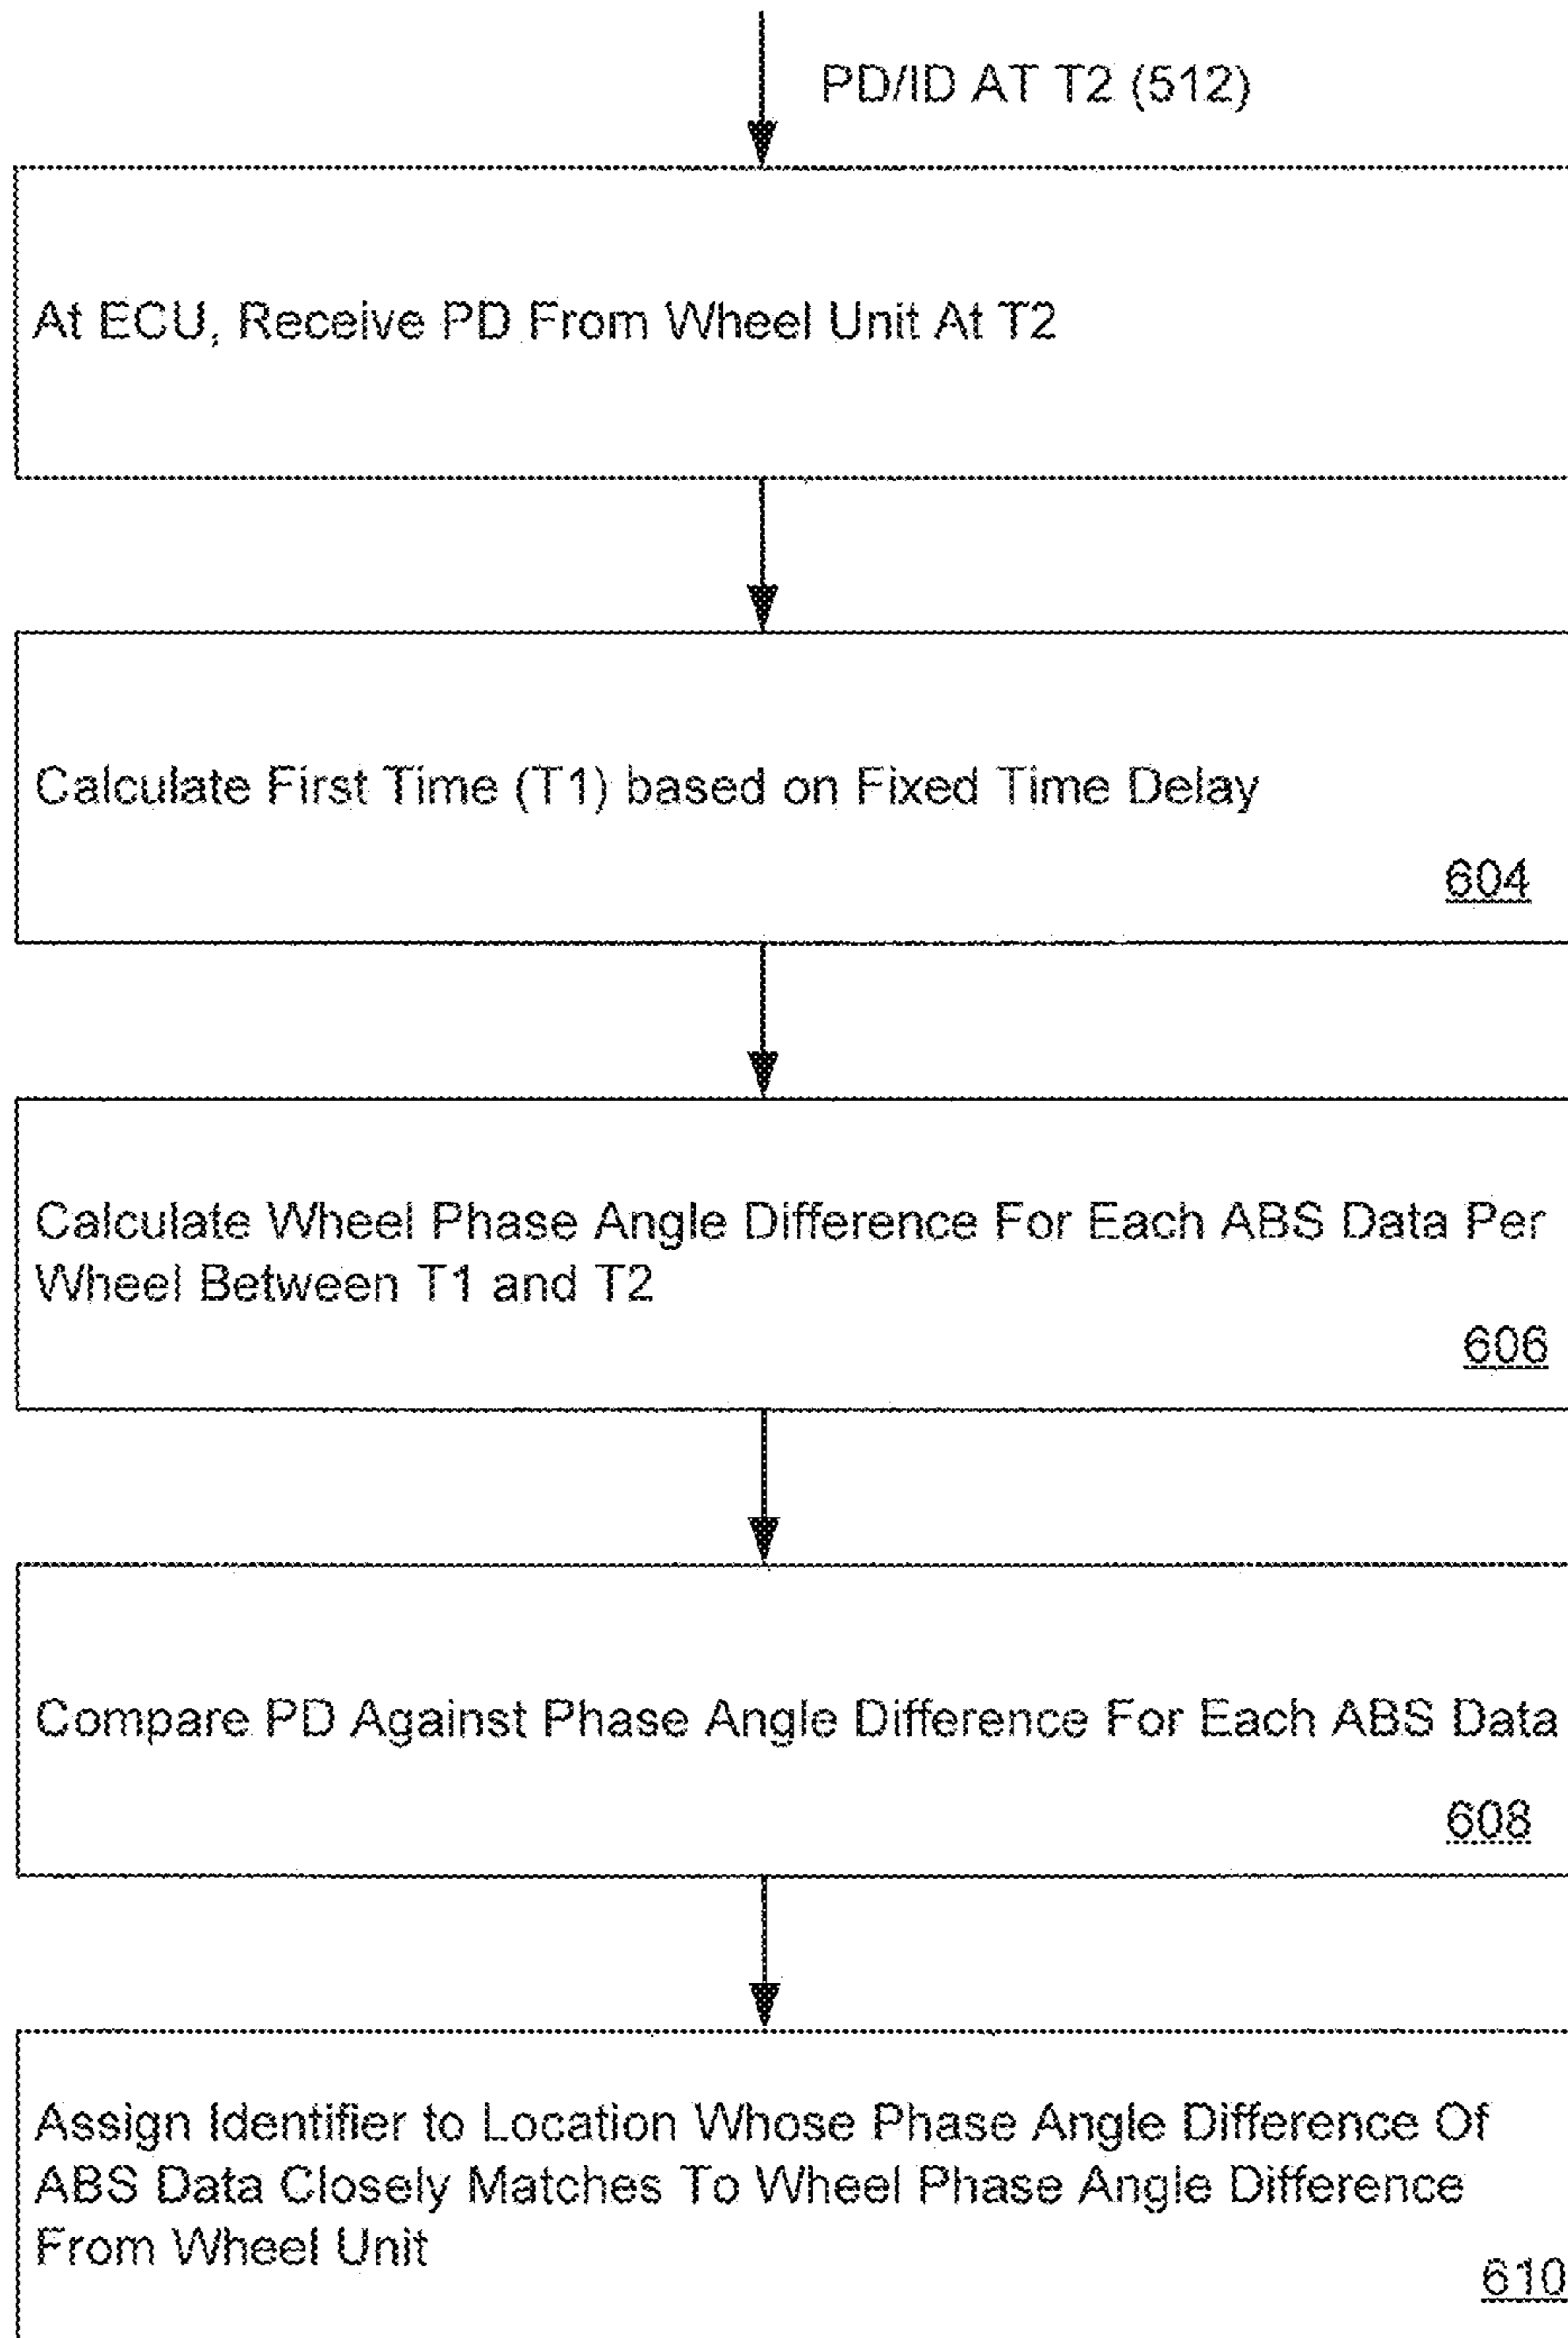 PD/ID AT T2 (512)
At ECU, Receive PD From Wheel Unit At T2
Calculate First Time (T1) based on Fixed Time Delay
604
Calculate Wheel Phase Angle Difference For Each ABS Data Per
Wheel Between T1 and T2
606
Compare PD Against Phase Angle Difference For Each ABS Data
608
Assign Identifier to Location Whose Phase Angle Difference Of
ABS Data Closely Matches To Wheel Phase Angle Difference
From Wheel Unit
610